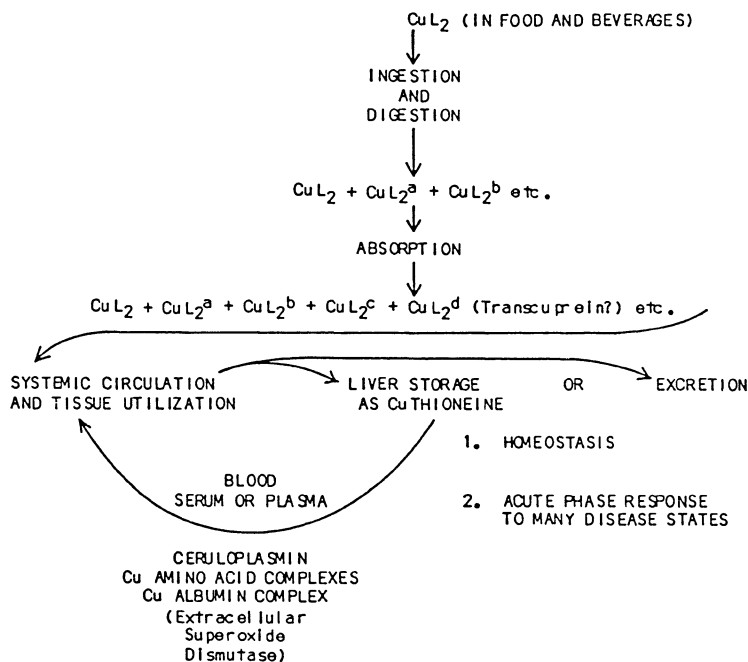 CuL2 (IN FOOD AND BEVERAGES)
INGESTION
AND
DIGESTION
CuL2 + CuL2a + CuL2b etc.
ABSORPTION
CuL2 + CuL2a + CuL2b + CuL2c + CuL2d (Transcuprein?) etc.
SYSTEMIC CIRCULATION
AND TISSUE UTILIZATION
LIVER STORAGE
AS CuTHIONEINE
OR
EXCRETION
1. HOMEOSTASIS
2. ACUTE PHASE RESPONSE
TO MANY DISEASE STATES
BLOOD
SERUM OR PLASMA
CERULOPLASMIN
Cu AMINO ACID COMPLEXES
Cu ALBUMIN COMPLEX
(Extracellular
Superoxide
Dismutase)